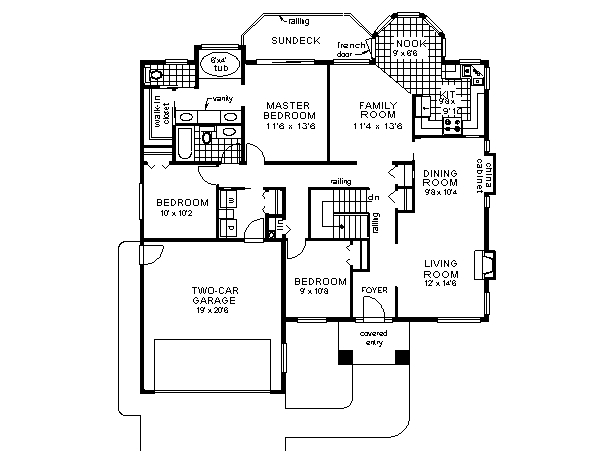 railing
SUNDECK
french
door
NOOK
9' x 6'6
6'x4'
tub
walk-in
closet
vanity
MASTER
BEDROOM
11'6 x 13'6
FAMILY
ROOM
11'4 x 13'6
KIT
9'8 x
9'10
railing
DINING
ROOM
9'8 x 10'4
china
cabinet
BEDROOM
10' x 10'2
W
D
lin
dn
railing
LIVING
ROOM
12' x 14'6
BEDROOM
9' x 10'8
FOYER
TWO-CAR
GARAGE
19' x 20'6
covered
entry